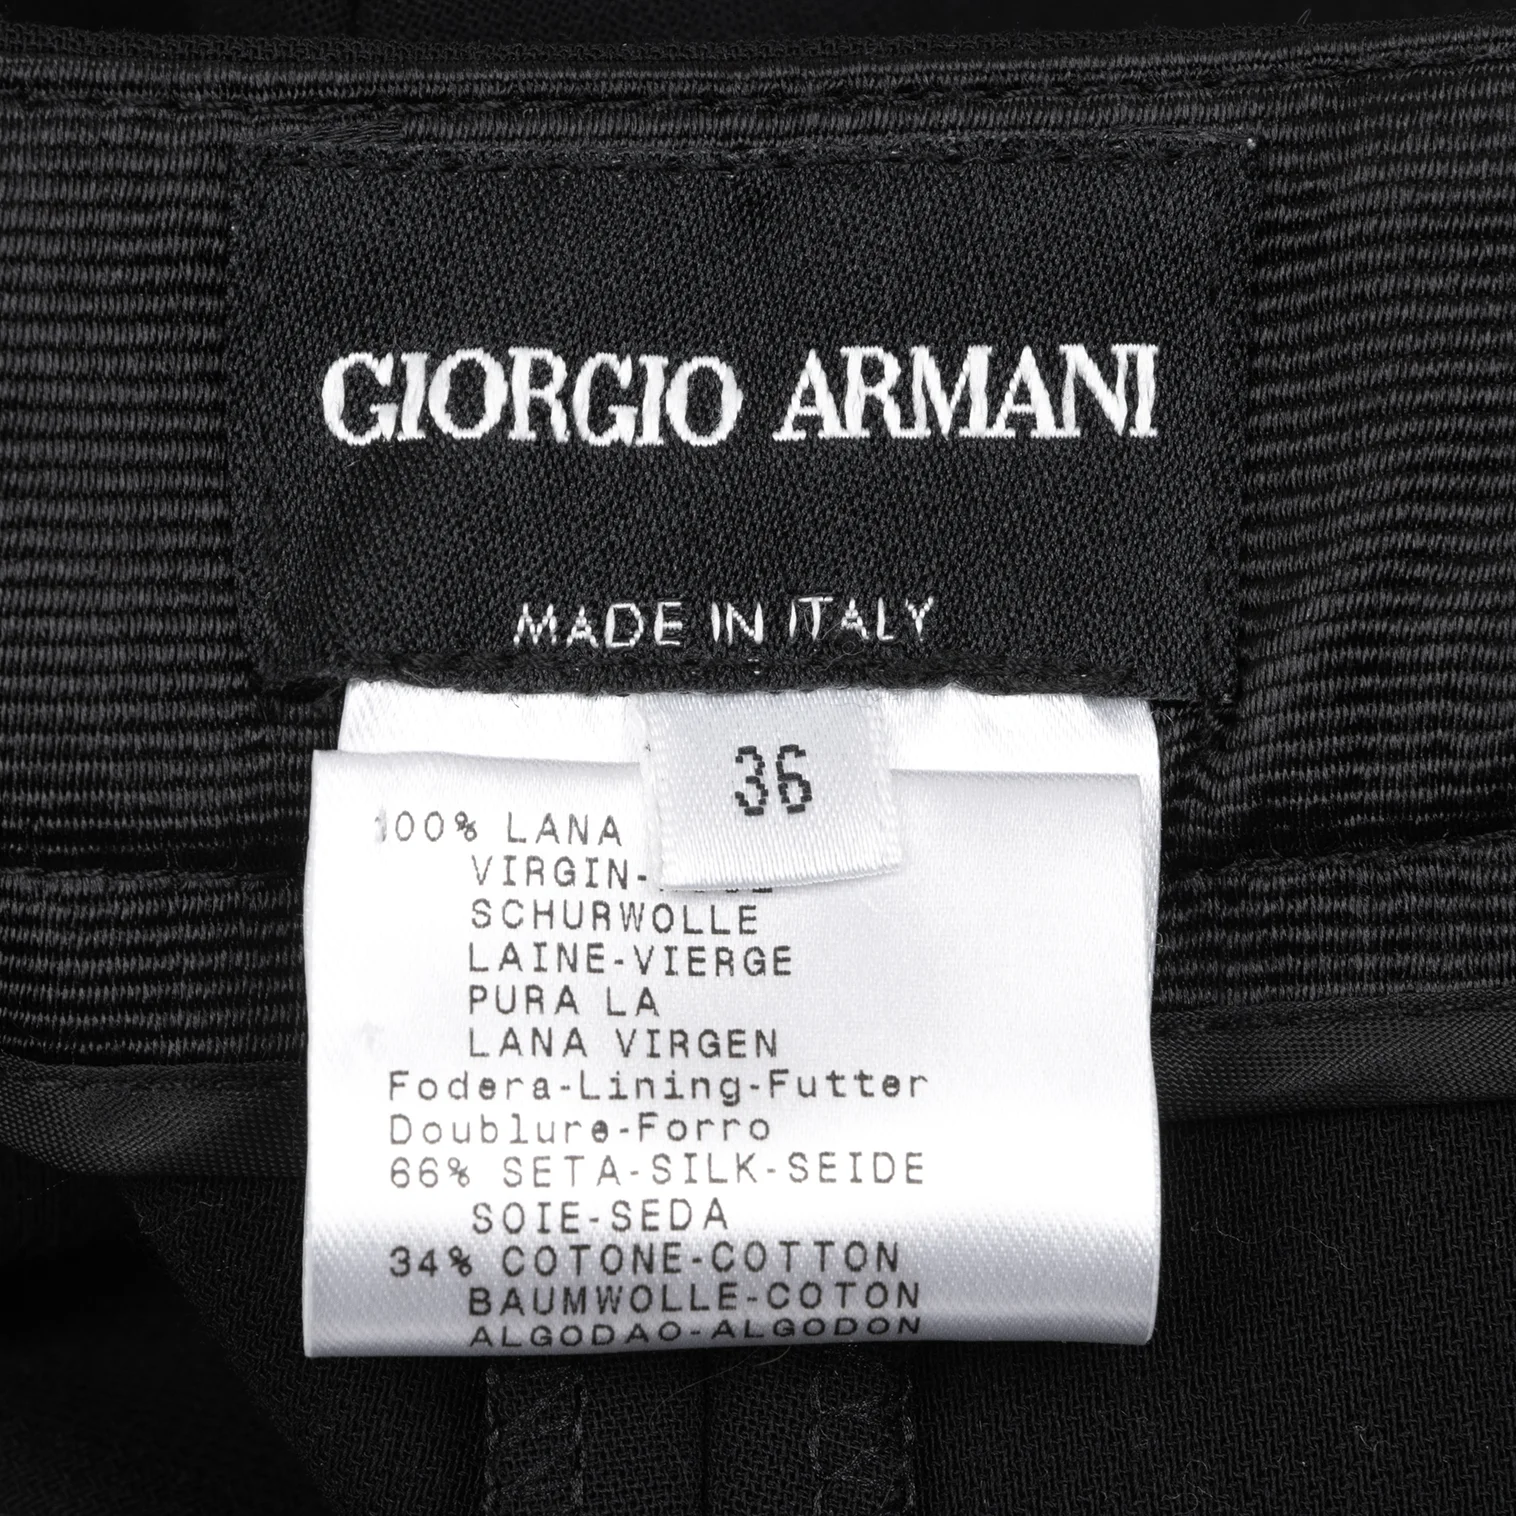 GIORGIO ARMANI
MADE IN ITALY
36
100% LANA
VIRGIN-
SCHURWOLLE
LAINE-VIERGE
PURA LA
LANA VIRGEN
Fodera-Lining-Futter
Doublure-Forro
66% SETA-SILK-SEIDE
SOIE-SEDA
34% COTONE-COTTON
BAUMWOLLE-COTON
ALGODAO-ALGODON